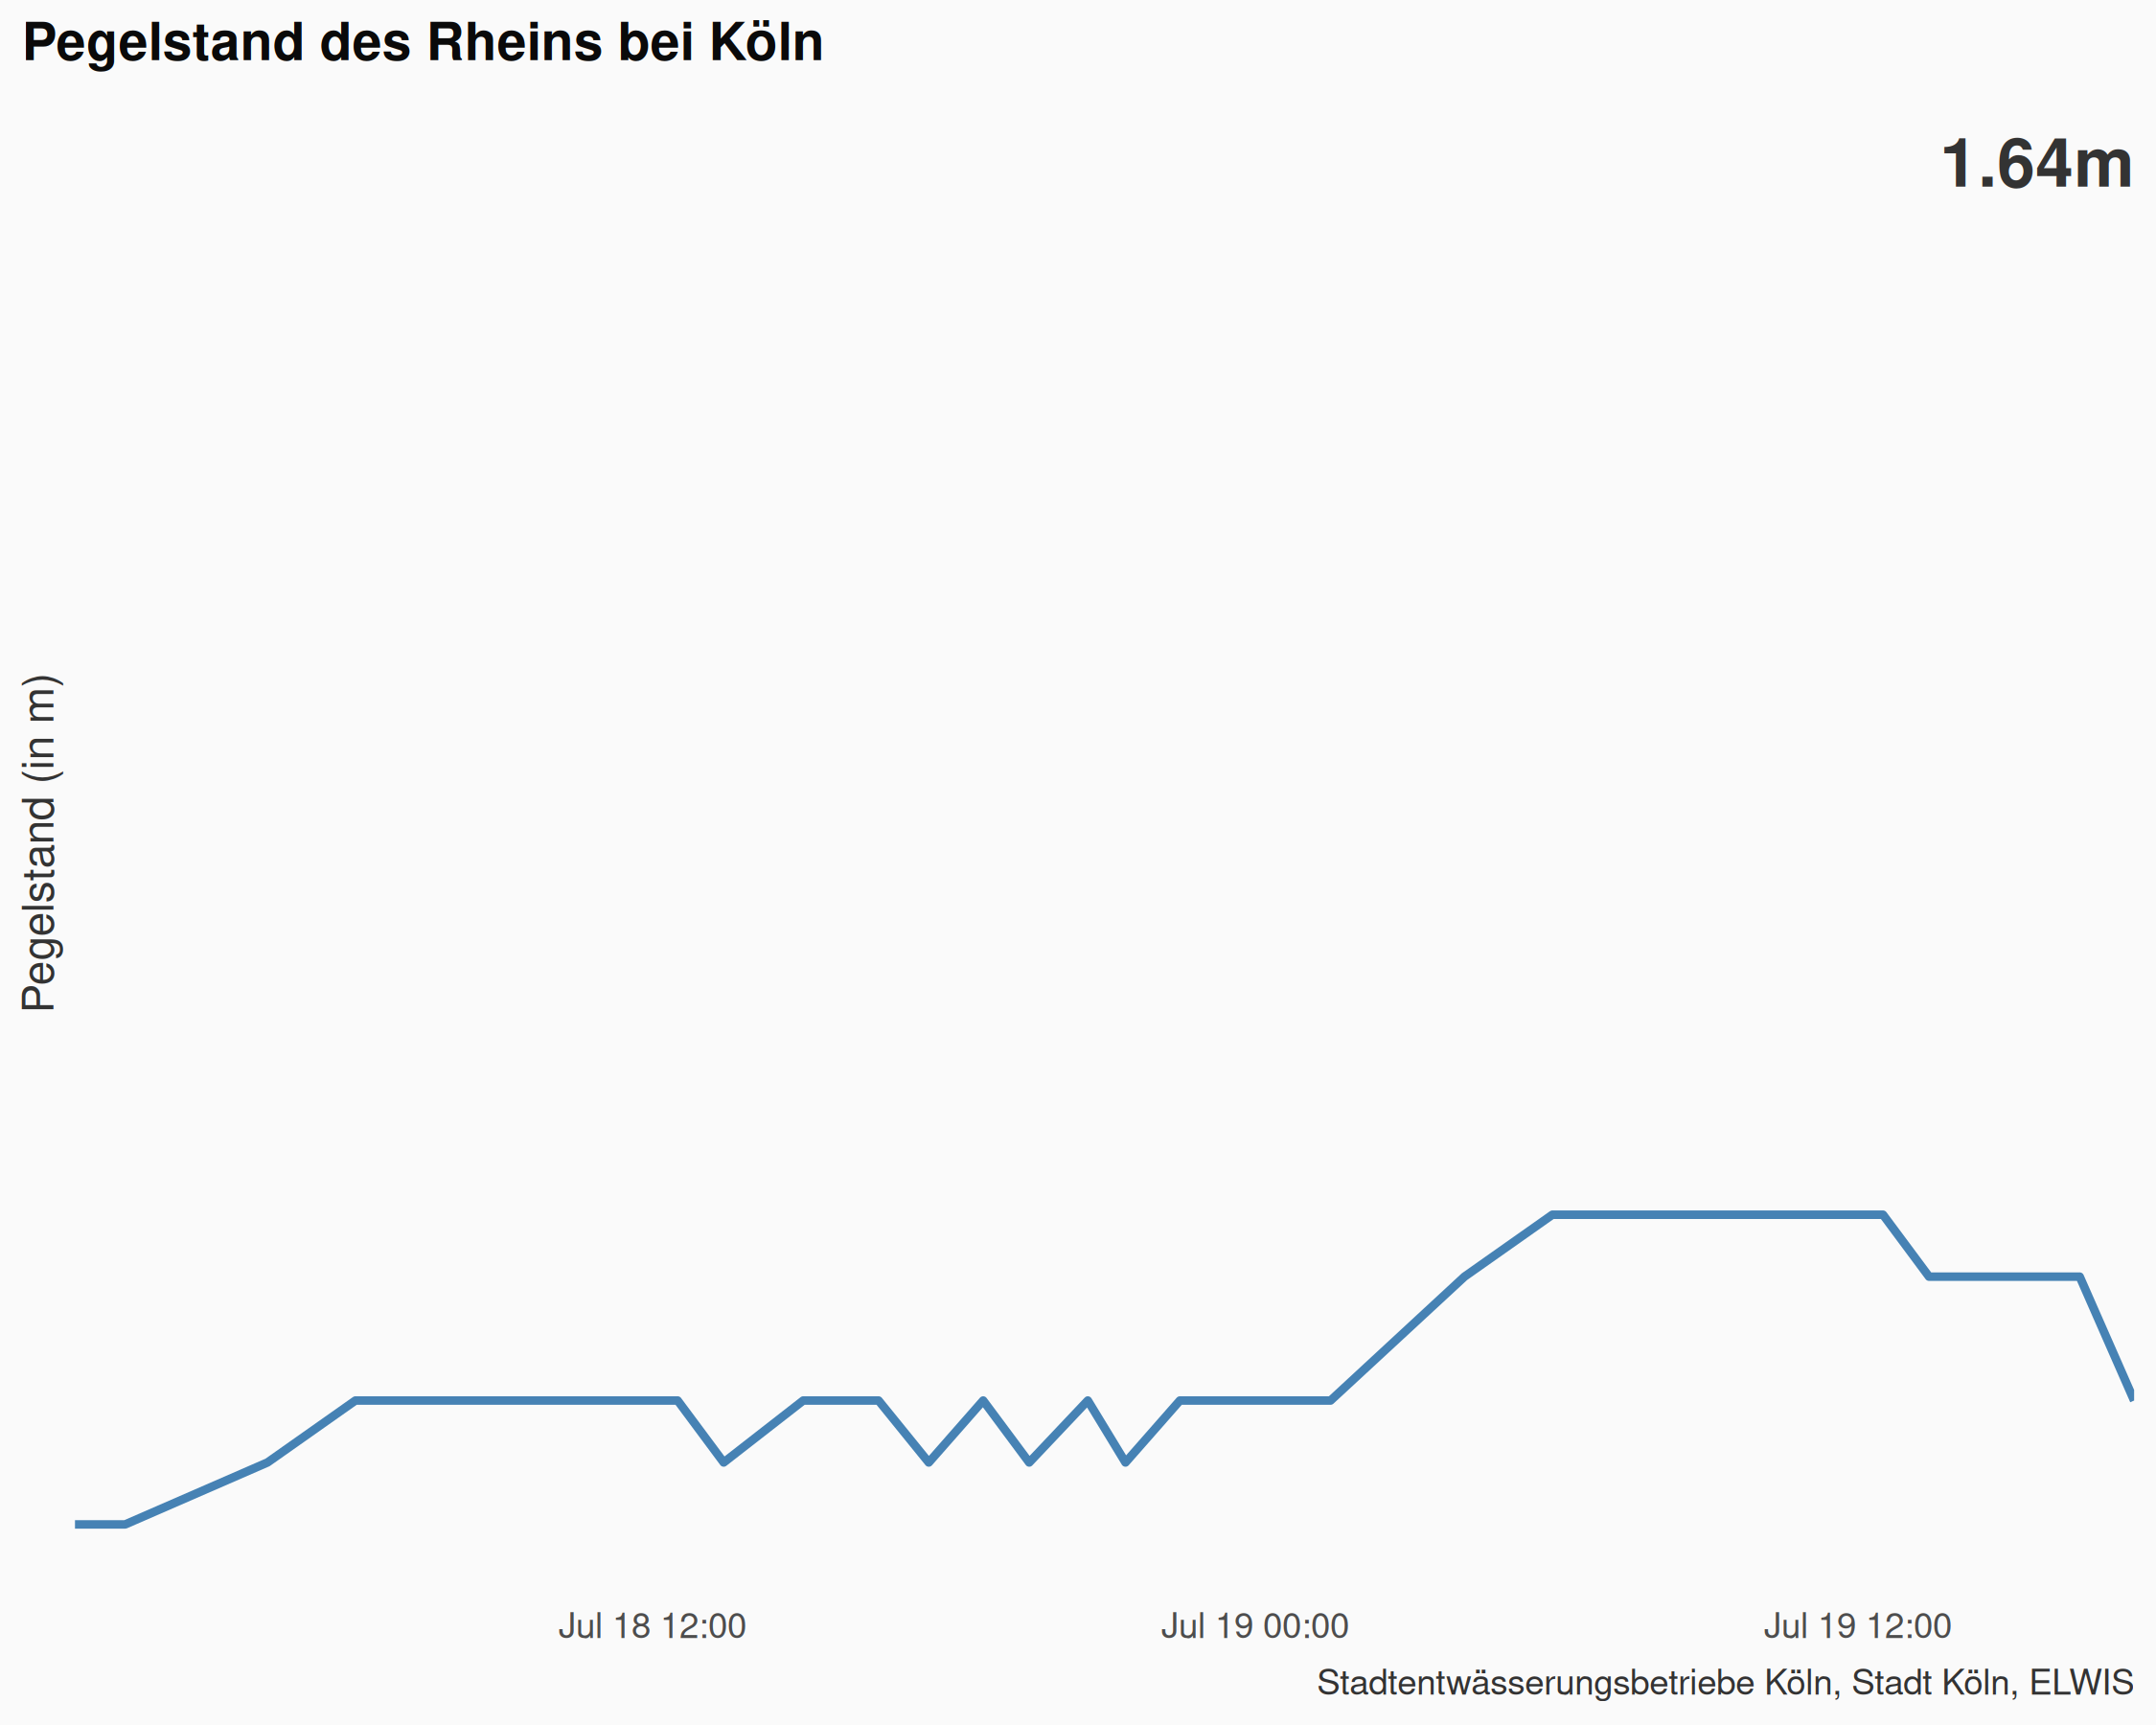 Pegelstand des Rheins bei Köln
1.64m
Pegelstand (in m)
Jul 18 12:00
Jul 19 00:00
Jul 19 12:00
Stadtentwässerungsbetriebe Köln, Stadt Köln, ELWIS